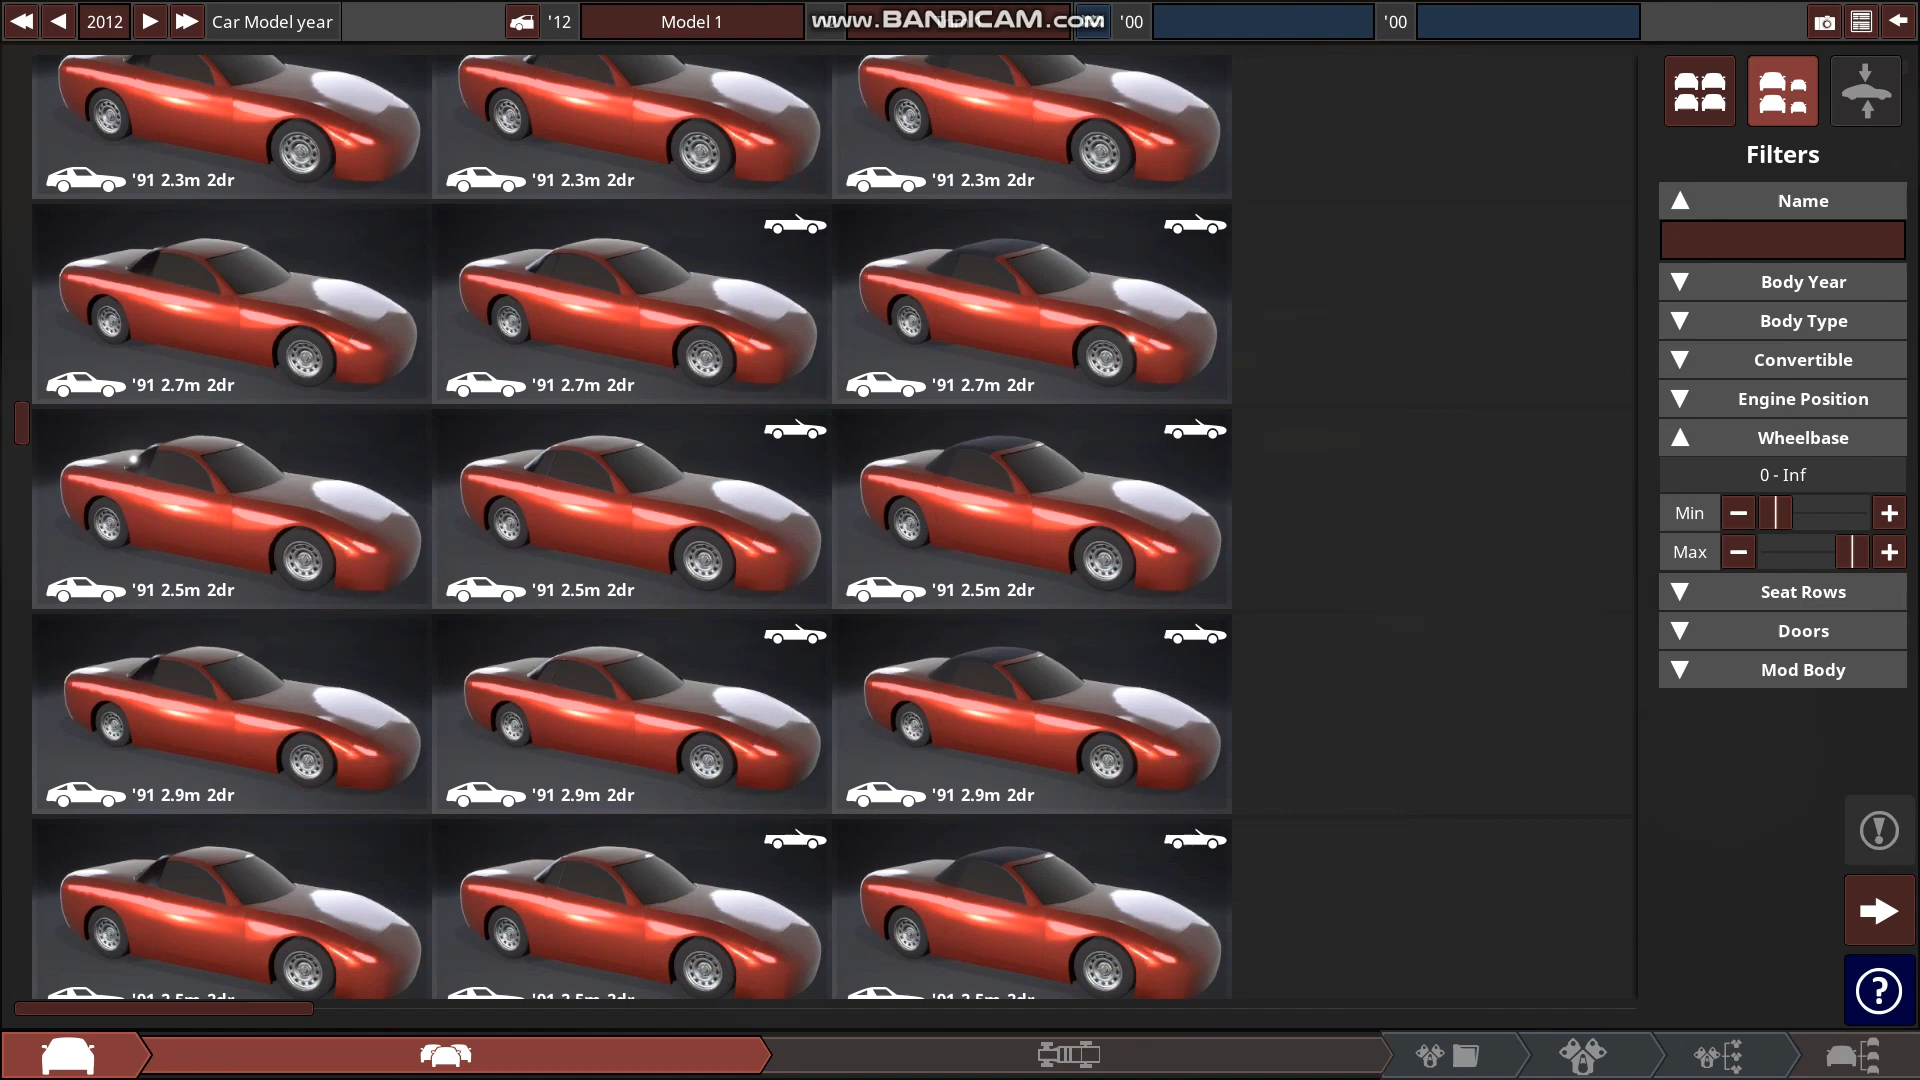 2012 Car Model year '12 Model 1 '00 '00
www.BANDICAM.com
'91 2.3m 2dr '91 2.3m 2dr '91 2.3m 2dr
'91 2.7m 2dr '91 2.7m 2dr '91 2.7m 2dr
'91 2.5m 2dr '91 2.5m 2dr '91 2.5m 2dr
'91 2.9m 2dr '91 2.9m 2dr '91 2.9m 2dr
Filters
Name
Body Year
Body Type
Convertible
Engine Position
Wheelbase
0 - Inf
Min
Max
Seat Rows
Doors
Mod Body
?